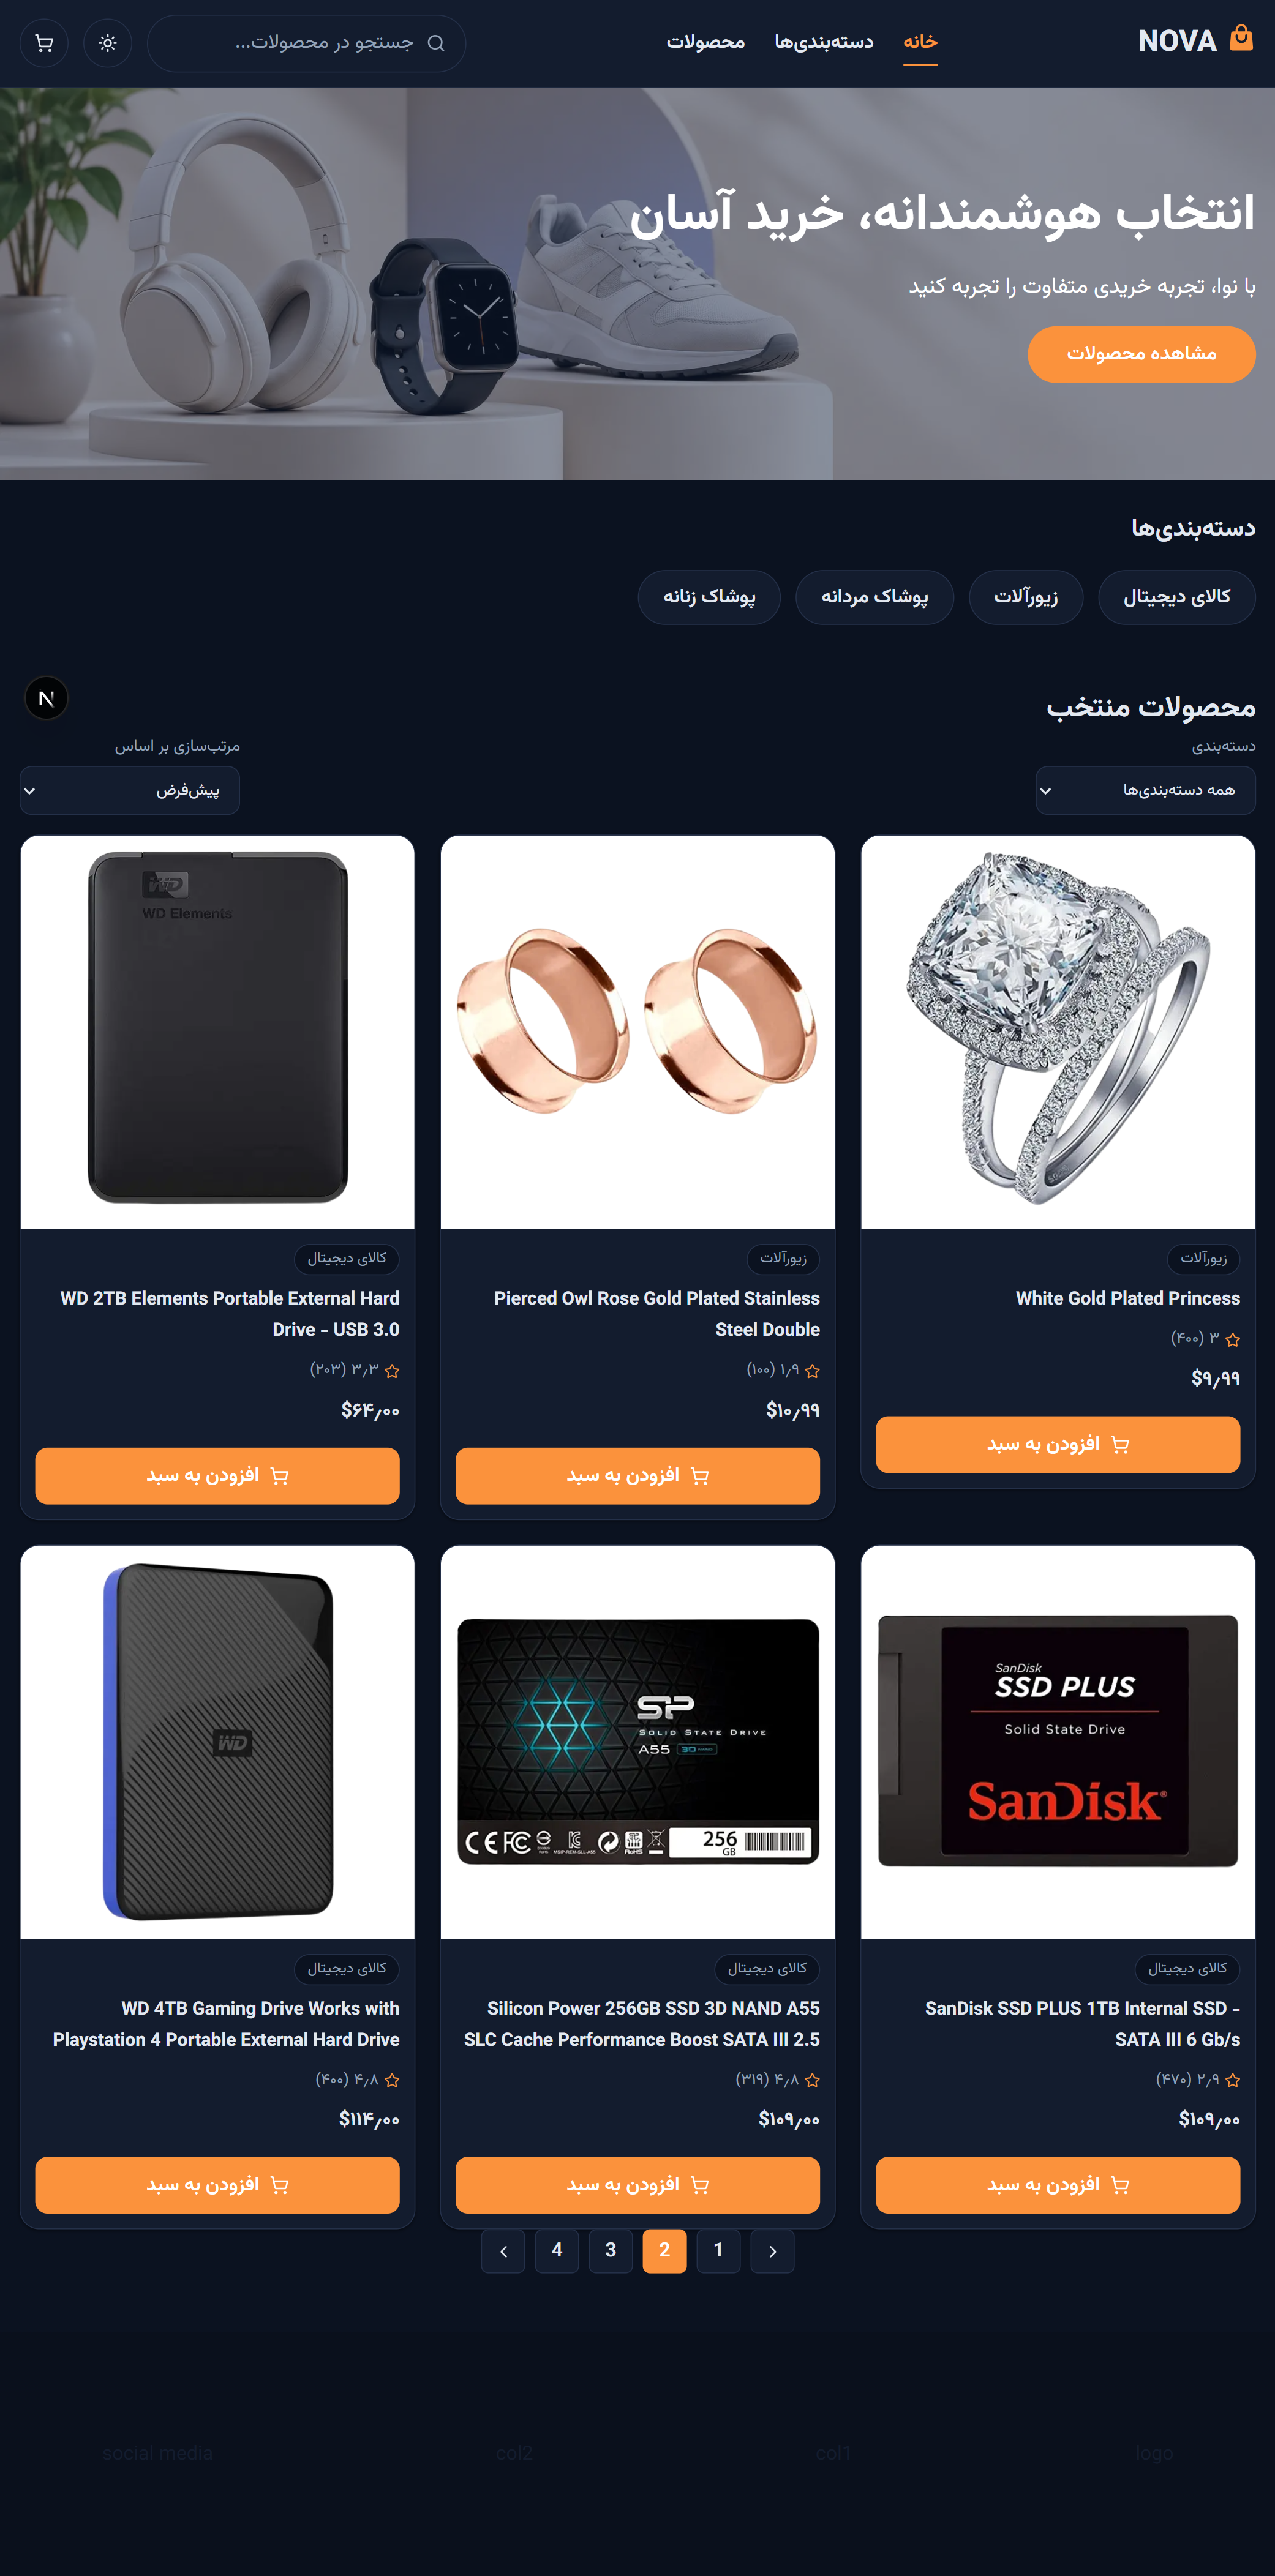 NOVA
خانه
دسته‌بندی‌ها
محصولات
جستجو در محصولات...
انتخاب هوشمندانه، خرید آسان
با نوا، تجربه خریدی متفاوت را تجربه کنید
مشاهده محصولات
دسته‌بندی‌ها
کالای دیجیتال
زیورآلات
پوشاک مردانه
پوشاک زنانه
N
محصولات منتخب
دسته‌بندی
همه دسته‌بندی‌ها
مرتب‌سازی بر اساس
پیش‌فرض
زیورآلات
White Gold Plated Princess
۳ (۴۰۰)
$۹٫۹۹
افزودن به سبد
زیورآلات
Pierced Owl Rose Gold Plated Stainless
Steel Double
۱٫۹ (۱۰۰)
$۱۰٫۹۹
افزودن به سبد
WD
WD Elements
کالای دیجیتال
WD 2TB Elements Portable External Hard
Drive - USB 3.0
۳٫۳ (۲۰۳)
$۶۴٫۰۰
افزودن به سبد
SanDisk
SSD PLUS
Solid State Drive
SanDisk®
کالای دیجیتال
SanDisk SSD PLUS 1TB Internal SSD -
SATA III 6 Gb/s
۲٫۹ (۴۷۰)
$۱۰۹٫۰۰
افزودن به سبد
SP
SOLID STATE DRIVE
A55
CE FC
RoHS
256
GB
کالای دیجیتال
Silicon Power 256GB SSD 3D NAND A55
SLC Cache Performance Boost SATA III 2.5
۴٫۸ (۳۱۹)
$۱۰۹٫۰۰
افزودن به سبد
WD
کالای دیجیتال
WD 4TB Gaming Drive Works with
Playstation 4 Portable External Hard Drive
۴٫۸ (۴۰۰)
$۱۱۴٫۰۰
افزودن به سبد
1
2
3
4
logo
col1
col2
social media